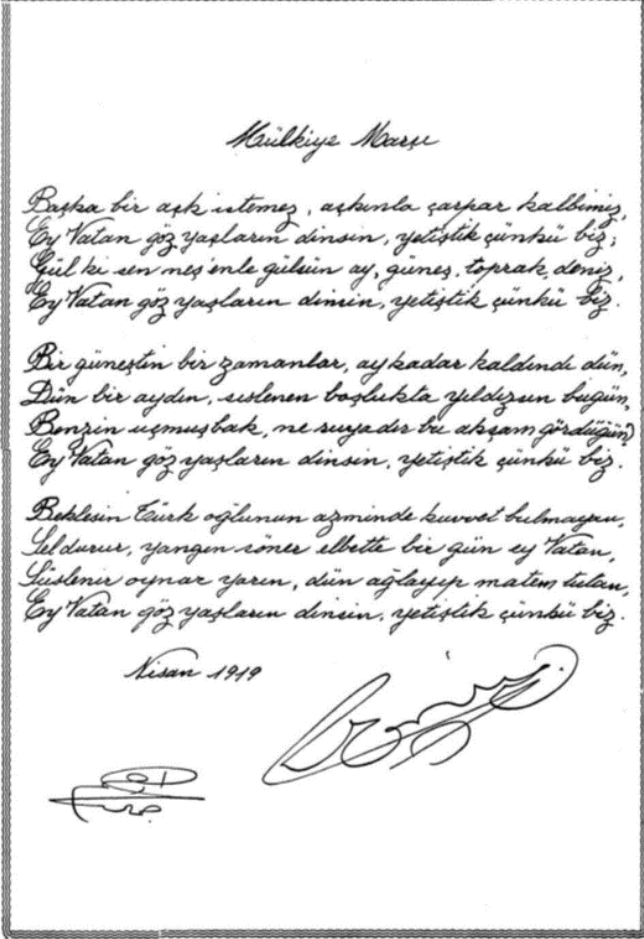 Mülkiye Marşı
Başka bir aşk istemez, aşkınla çarpar kalbimiz,
Ey Vatan göz yaşların dinsin, yetiştik çünkü biz;
Gül ki sen neş'enle gülsün ay, güneş, toprak, deniz,
Ey Vatan göz yaşların dinsin, yetiştik çünkü biz.
Bir güneştin bir zamanlar, ay kadar kaldındı dün,
Dün bir aydın, sislenen boşlukta yıldızsın bugün,
Benzin uçmuş bak, ne rüyadır bu akşam gördüğün?
Ey Vatan göz yaşların dinsin, yetiştik çünkü biz.
Beklesin Türk oğlunun azminde kuvvet bulmayan,
Sel durur, yangın söner elbette bir gün ey Vatan,
Süslenir oynar yarın, dün ağlayıp matem tutan,
Ey Vatan göz yaşların dinsin, yetiştik çünkü biz.
Nisan 1919